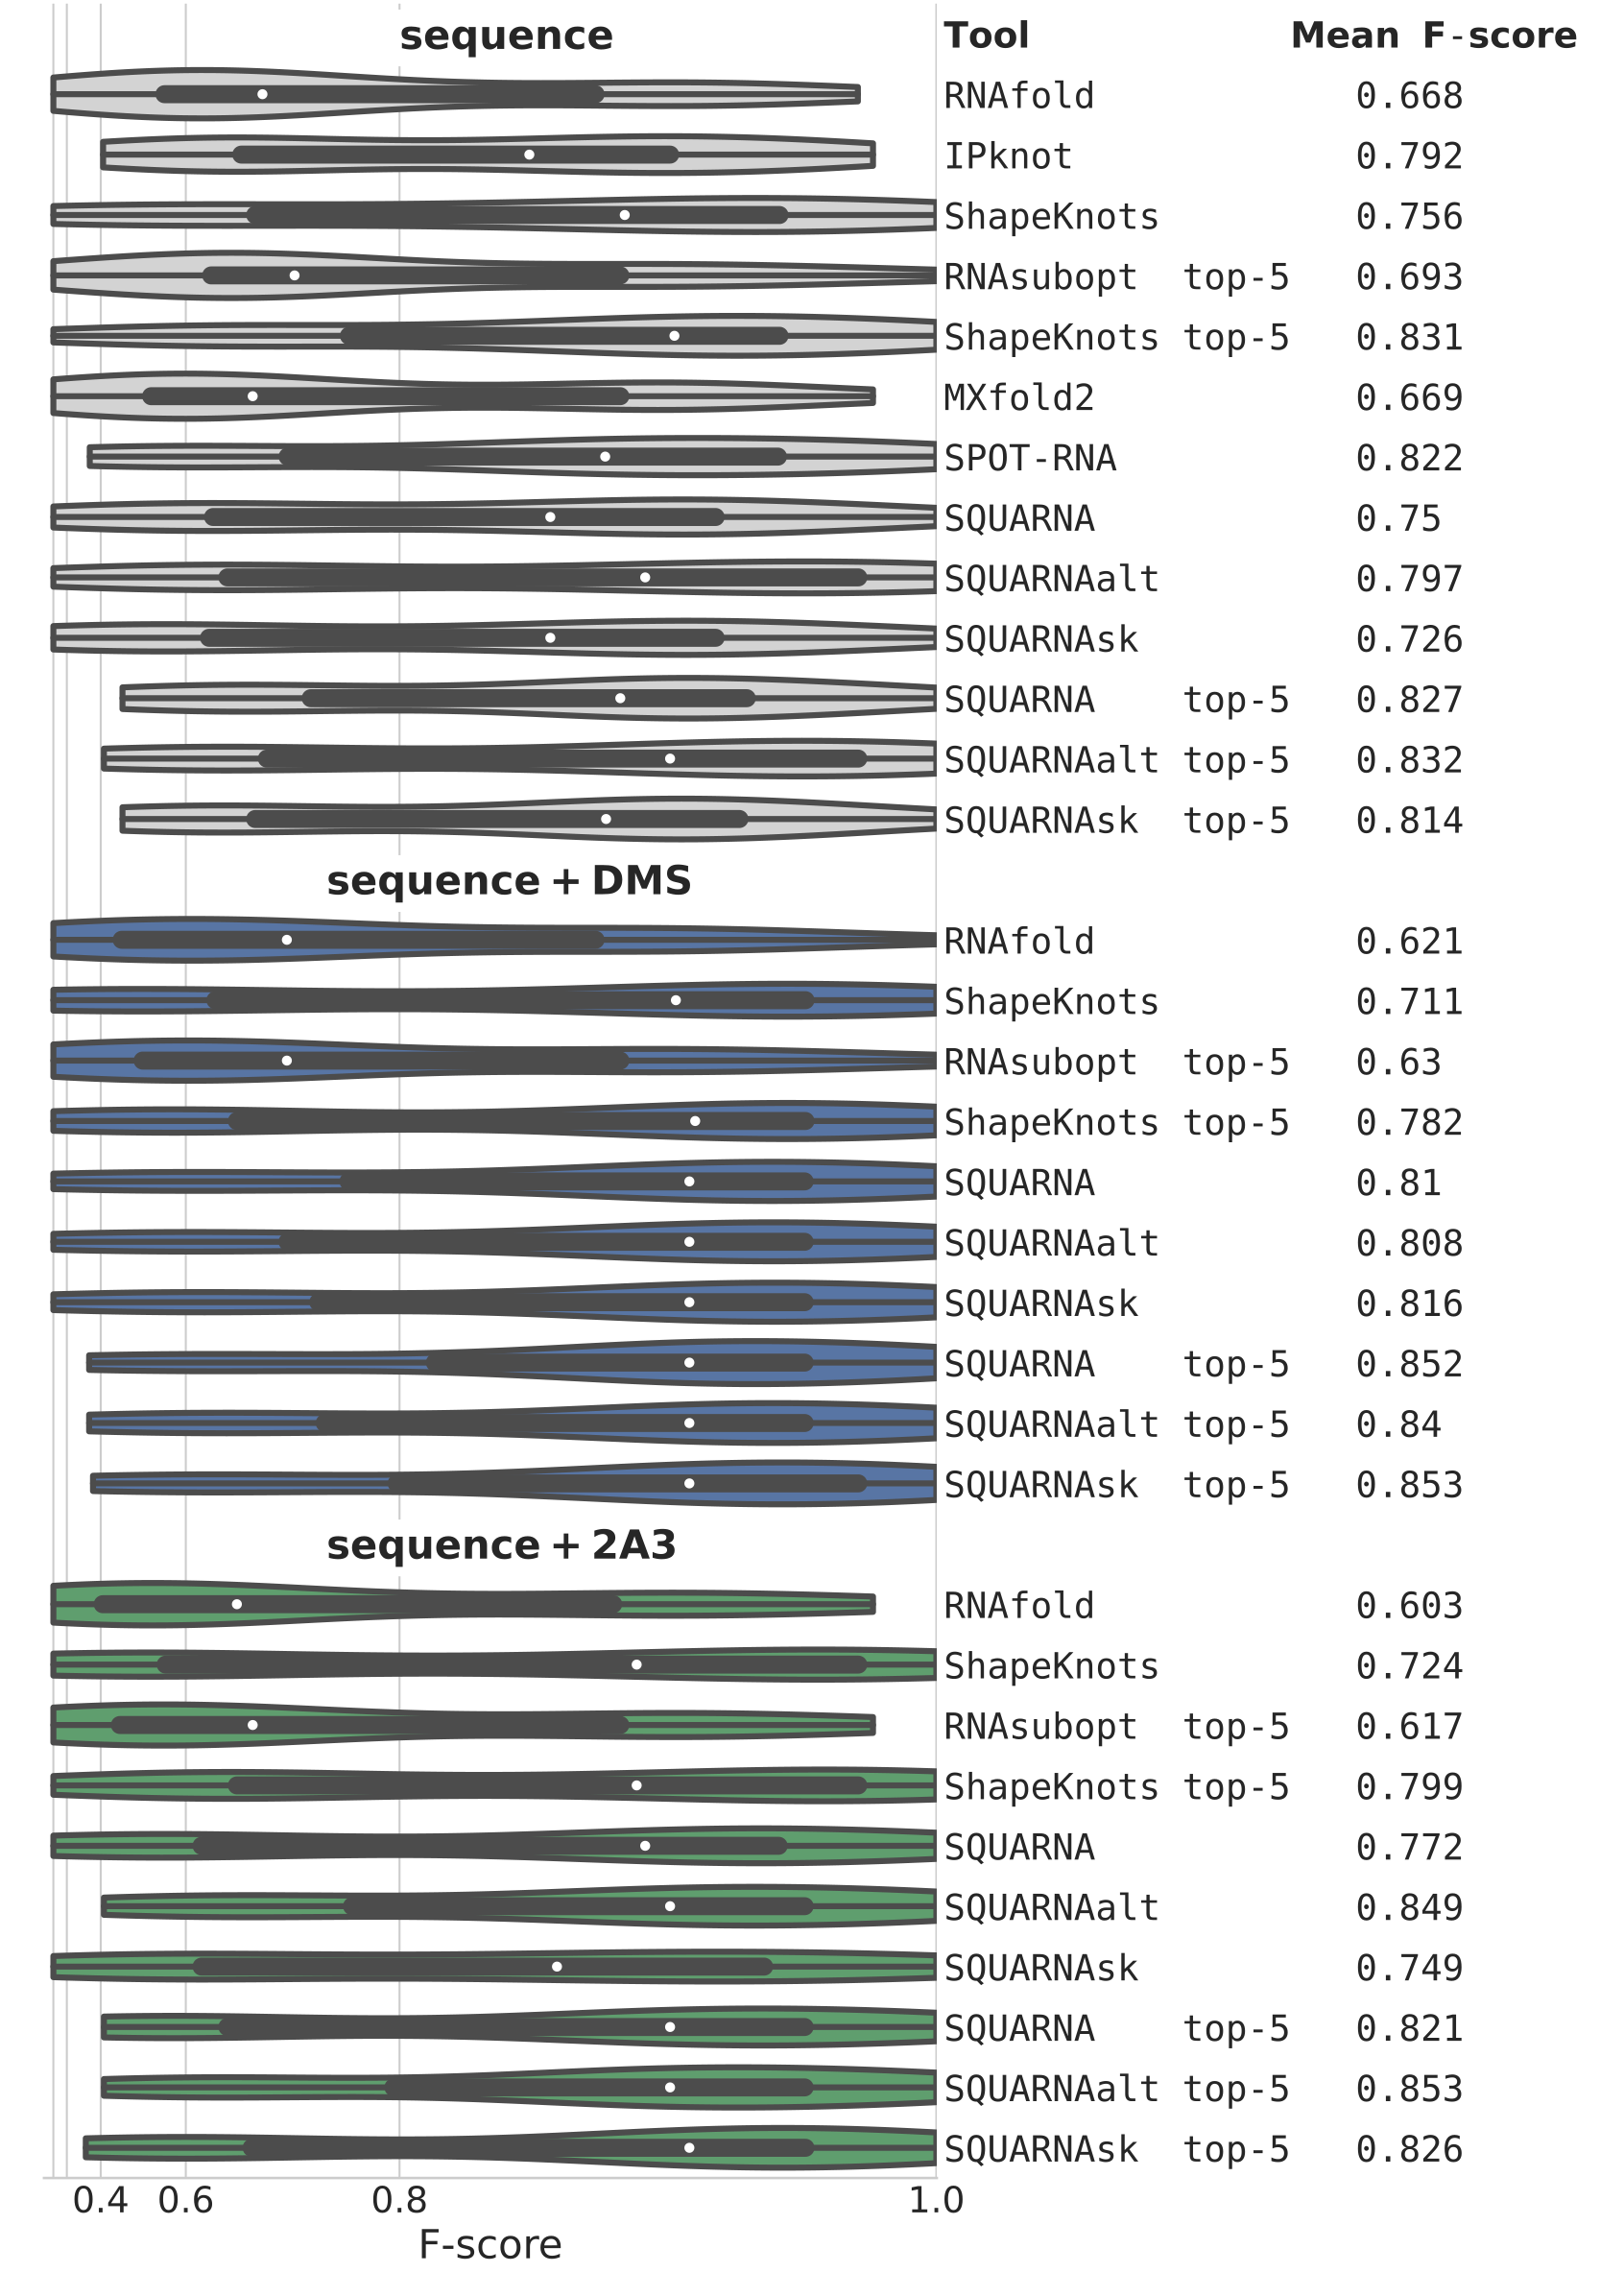 sequence Tool Mean F-score
RNAfold 0.668
IPknot 0.792
ShapeKnots 0.756
RNAsubopt top-5 0.693
ShapeKnots top-5 0.831
MXfold2 0.669
SPOT-RNA 0.822
SQUARNA 0.75
SQUARNAalt 0.797
SQUARNAsk 0.726
SQUARNA top-5 0.827
SQUARNAalt top-5 0.832
SQUARNAsk top-5 0.814
sequence + DMS
RNAfold 0.621
ShapeKnots 0.711
RNAsubopt top-5 0.63
ShapeKnots top-5 0.782
SQUARNA 0.81
SQUARNAalt 0.808
SQUARNAsk 0.816
SQUARNA top-5 0.852
SQUARNAalt top-5 0.84
SQUARNAsk top-5 0.853
sequence + 2A3
RNAfold 0.603
ShapeKnots 0.724
RNAsubopt top-5 0.617
ShapeKnots top-5 0.799
SQUARNA 0.772
SQUARNAalt 0.849
SQUARNAsk 0.749
SQUARNA top-5 0.821
SQUARNAalt top-5 0.853
SQUARNAsk top-5 0.826
0.4 0.6 0.8 1.0
F-score